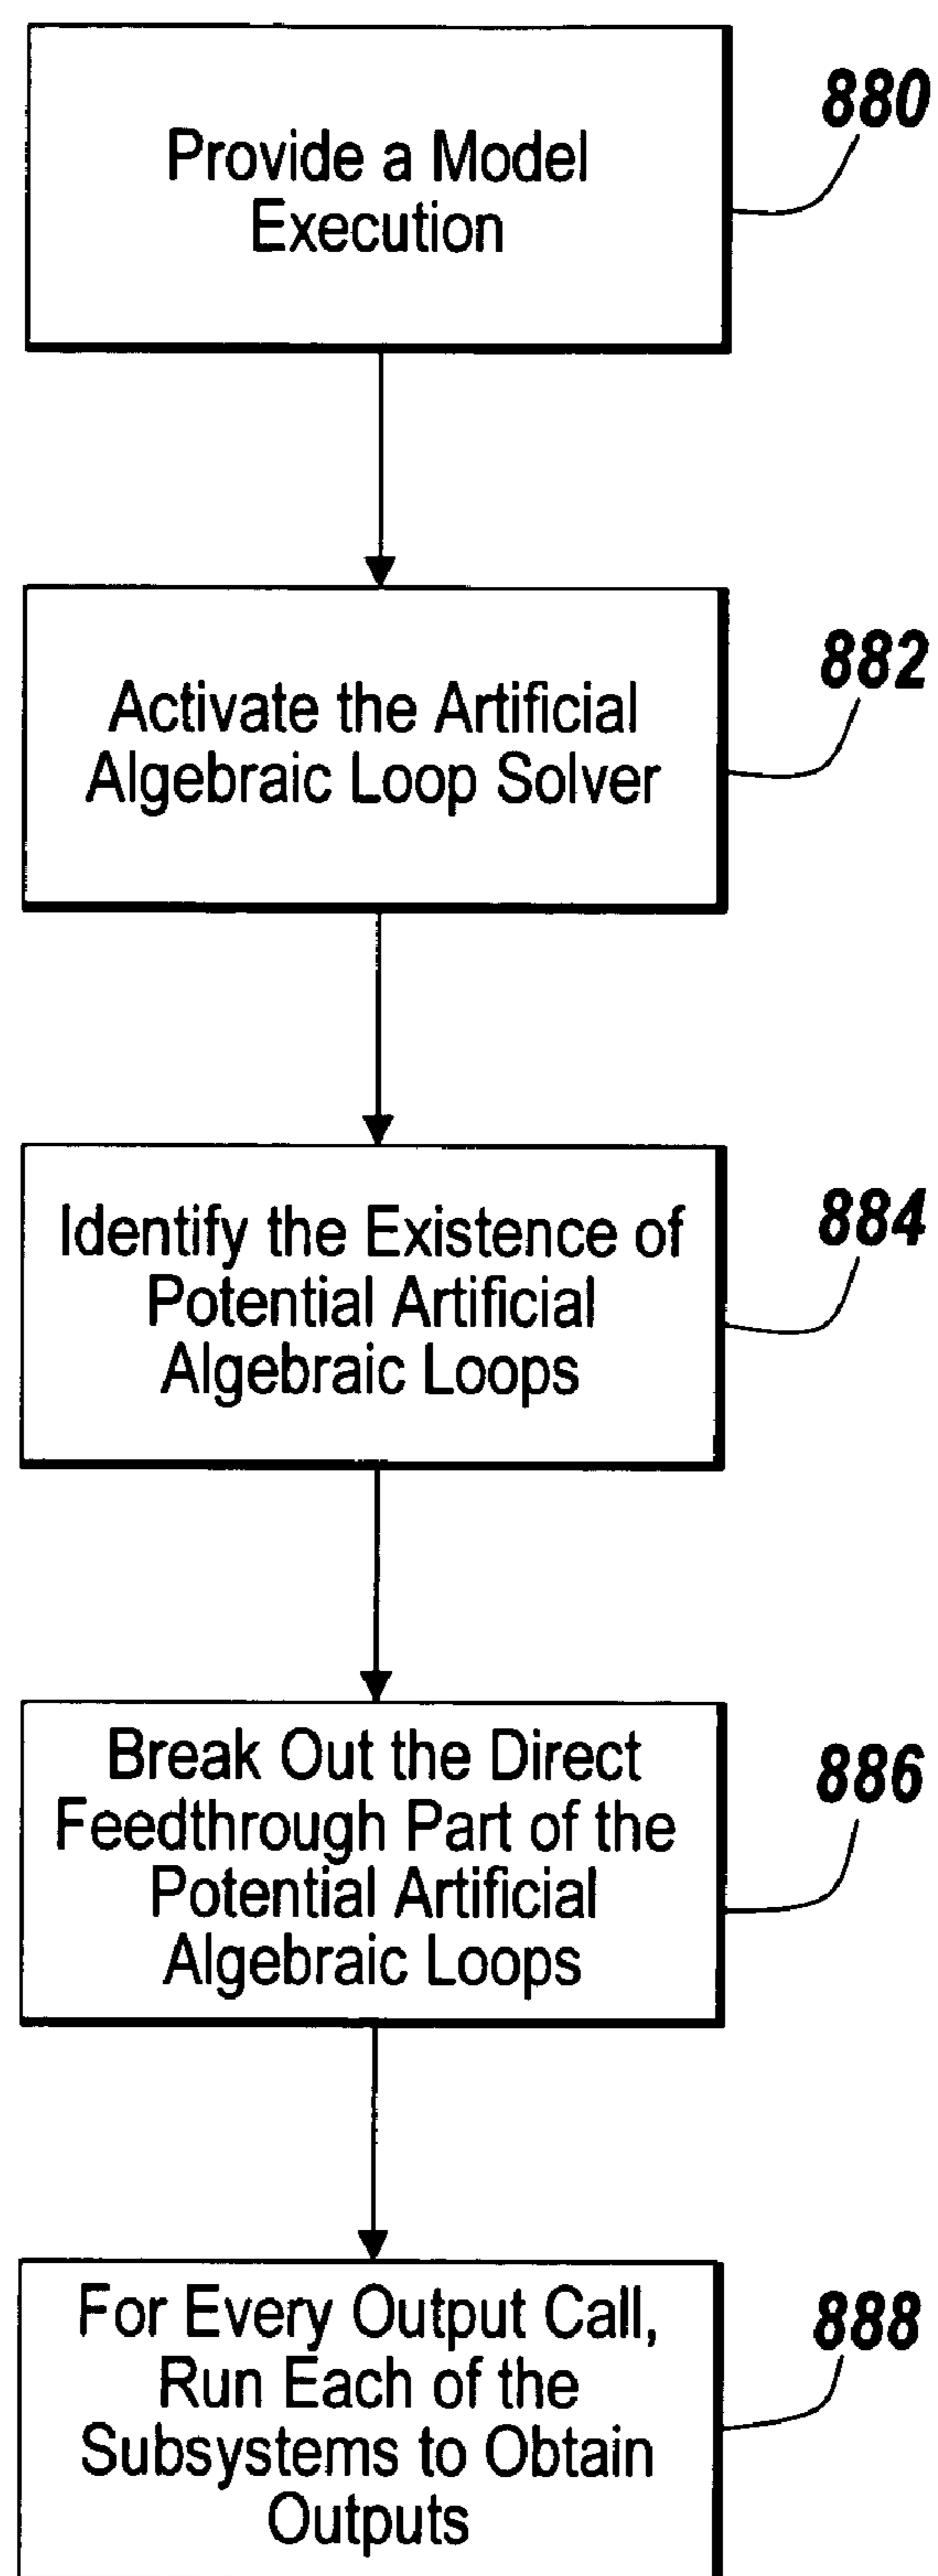 Provide a Model
Execution
880
Activate the Artificial
Algebraic Loop Solver
882
Identify the Existence of
Potential Artificial
Algebraic Loops
884
Break Out the Direct
Feedthrough Part of the
Potential Artificial
Algebraic Loops
886
For Every Output Call,
Run Each of the
Subsystems to Obtain
Outputs
888